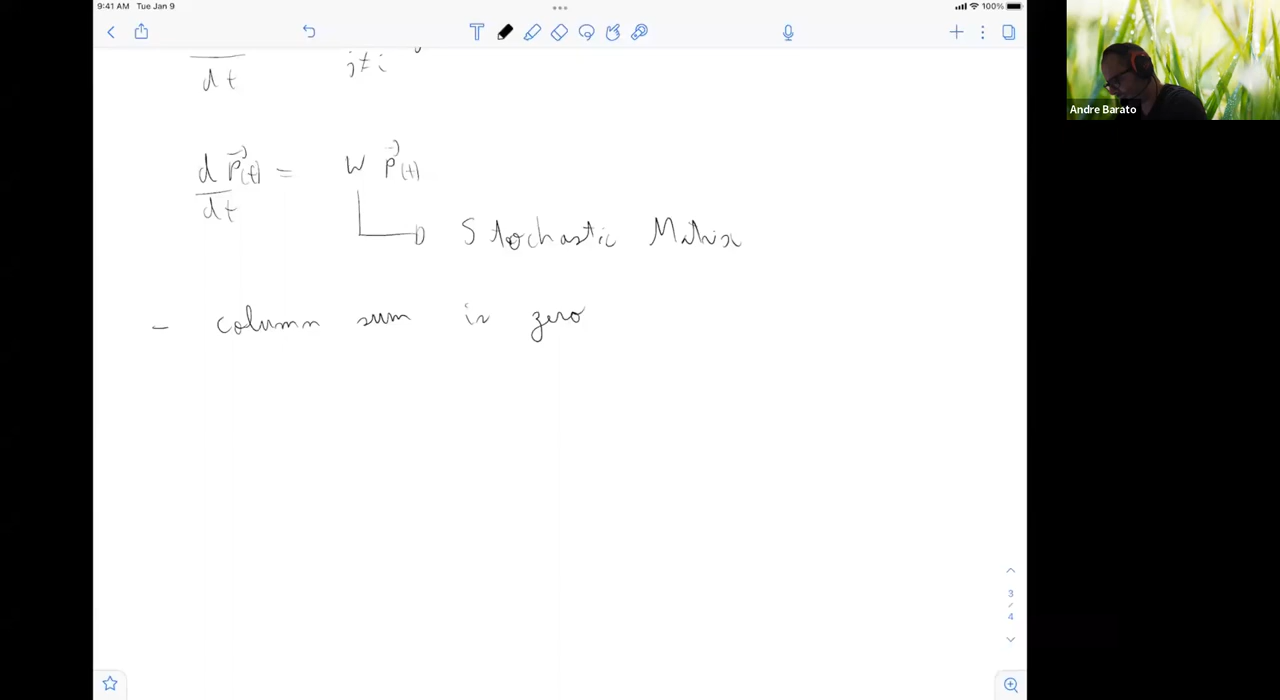 9:41 AM Tue Jan 9
100%
Andre Barato
dt
j≠i
d P(t) = W P(t)
dt
Stochastic Matrix
- column sum is zero
3
/
4